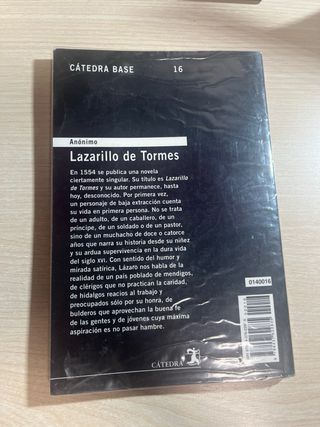 CÁTEDRA BASE 16
Anónimo
Lazarillo de Tormes
En 1554 se publica una novela
ciertamente singular. Su título es Lazarillo
de Tormes y su autor permanece, hasta
hoy, desconocido. Por primera vez,
un personaje de baja extracción cuenta
su vida en primera persona. No se trata
de un adulto, de un caballero, de un
príncipe, de un soldado o de un pastor,
sino de un muchacho de doce o catorce
años que narra su historia desde su niñez
y su ardua supervivencia en la dura vida
del siglo XVI. Con sentido del humor y
mirada satírica, Lázaro nos habla de la
realidad de un país poblado de mendigos,
de clérigos que no practican la caridad,
de hidalgos reacios al trabajo y
preocupados sólo por su honra, de
bulderos que aprovechan la buena fe
de las gentes y de jóvenes cuya máxima
aspiración es no pasar hambre.
0140016
CÁTEDRA